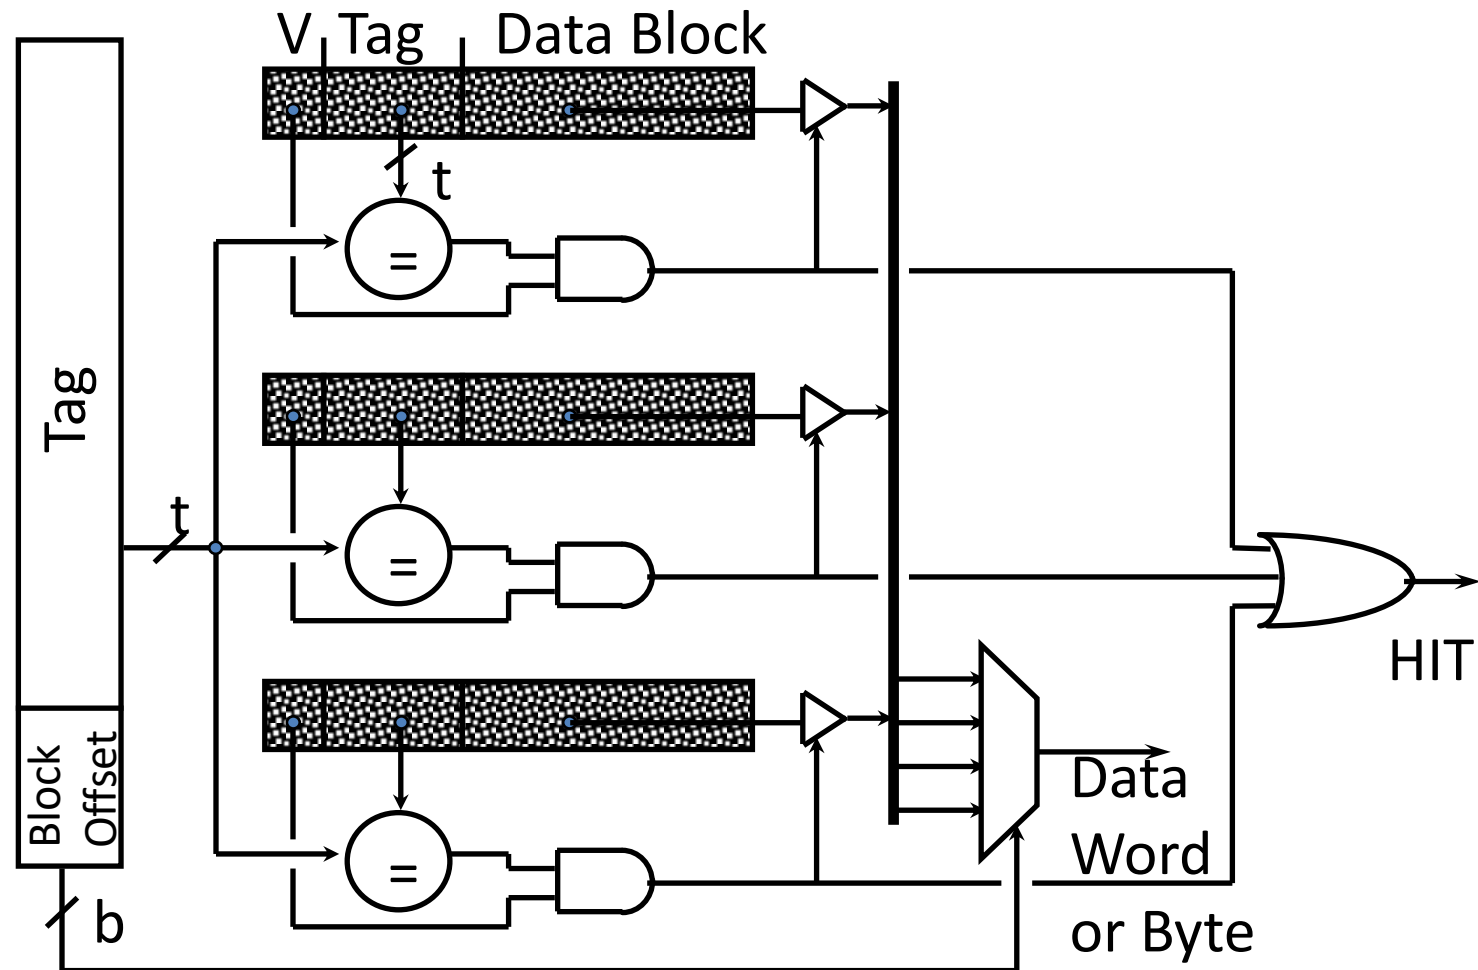 V Tag Data Block
t
=
Tag
t
=
HIT
Block
Offset
=
Data
Word
or Byte
b